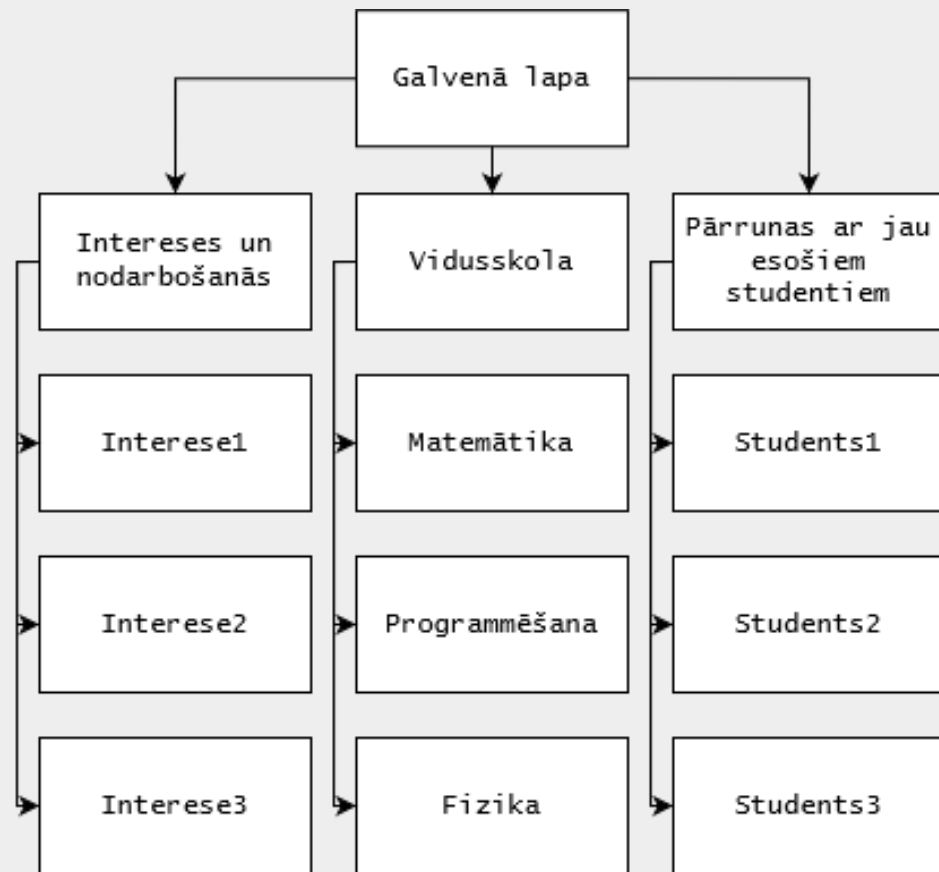 Galvenā lapa
Intereses un
nodarbošanās
Vidusskola
Pārrunas ar jau
esošiem
studentiem
Interese1
Matemātika
Students1
Interese2
Programmēšana
Students2
Interese3
Fizika
Students3